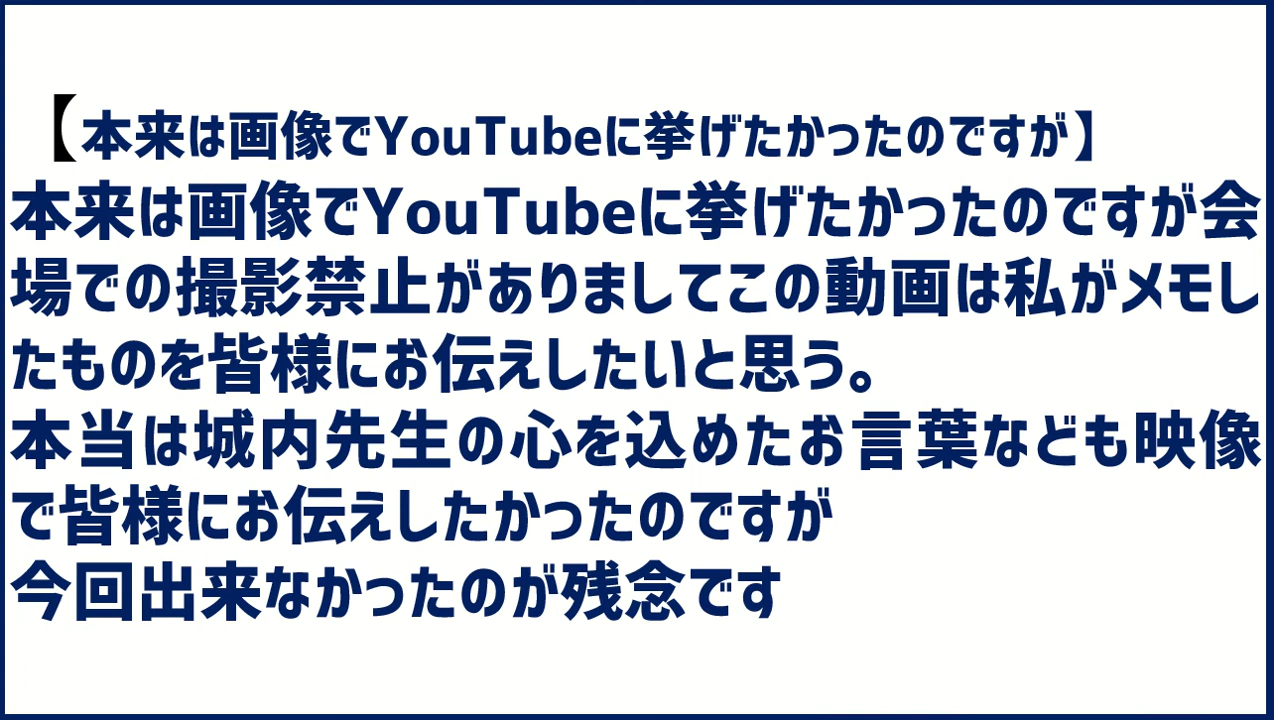 【本来は画像でYouTubeに挙げたかったのですが】
本来は画像でYouTubeに挙げたかったのですが会
場での撮影禁止がありましてこの動画は私がメモし
たものを皆様にお伝えしたいと思う。
本当は城内先生の心を込めたお言葉なども映像
で皆様にお伝えしたかったのですが
今回出来なかったのが残念です